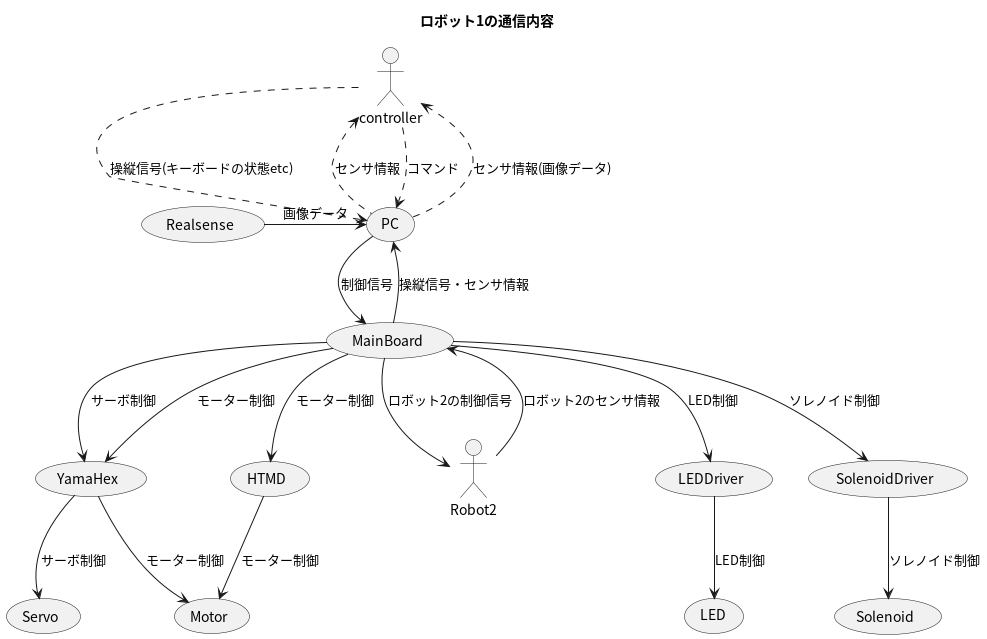 ロボット1の通信内容
controller
操縦信号(キーボードの状態etc)
センサ情報
コマンド
センサ情報(画像データ)
画像データ
Realsense
PC
制御信号
操縦信号・センサ情報
MainBoard
サーボ制御
モーター制御
モーター制御
ロボット2の制御信号
ロボット2のセンサ情報
LED制御
ソレノイド制御
YamaHex
HTMD
Robot2
LEDDriver
SolenoidDriver
サーボ制御
モーター制御
モーター制御
LED制御
ソレノイド制御
Servo
Motor
LED
Solenoid